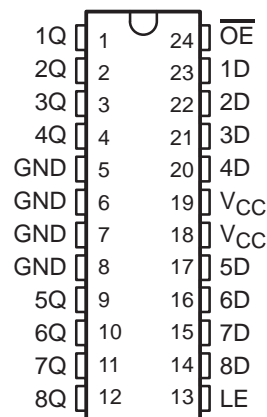 1Q 1 24 O̅E̅
2Q 2 23 1D
3Q 3 22 2D
4Q 4 21 3D
GND 5 20 4D
GND 6 19 VCC
GND 7 18 VCC
GND 8 17 5D
5Q 9 16 6D
6Q 10 15 7D
7Q 11 14 8D
8Q 12 13 LE